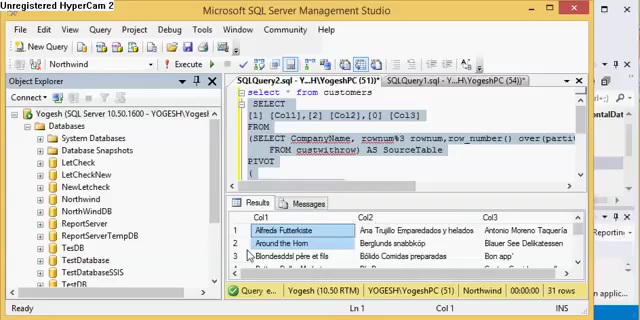 Unregistered HyperCam 2
Microsoft SQL Server Management Studio
File Edit View Query Project Debug Tools Window Help
New Query
Northwind
Execute
Object Explorer
Connect
Yogesh (SQL Server 10.50.1600 - YOGESH\Yoges
Databases
System Databases
Database Snapshots
LetCheck
LetCheckNew
NewLetcheck
Northwind
NorthWindDB
ReportServer
ReportServerTempDB
TesDB
TestDatabase
TestDatabaseSSIS
TestDB
SQLQuery2.sql - Y...H\YogeshPC (51))*
SQLQuery1.sql - Y...H\YogeshPC (54))*
select * from customers
SELECT
[1] [Col1],[2] [Col2],[0] [Col3]
FROM
(SELECT CompanyName, rownum%3 rownum,row_number() over(parti
FROM custwithrow) AS SourceTable
PIVOT
(
Results
Messages
Col1 Col2 Col3
1 Alfreds Futterkiste Ana Trujillo Emparedados y helados Antonio Moreno Taquería
2 Around the Horn Berglunds snabbköp Blauer See Delikatessen
3 Blondesddsl père et fils Bólido Comidas preparadas Bon app'
Query e... Yogesh (10.50 RTM) YOGESH\YogeshPC (51) Northwind 00:00:00 31 rows
Ready
Ln 1 Col 1 INS